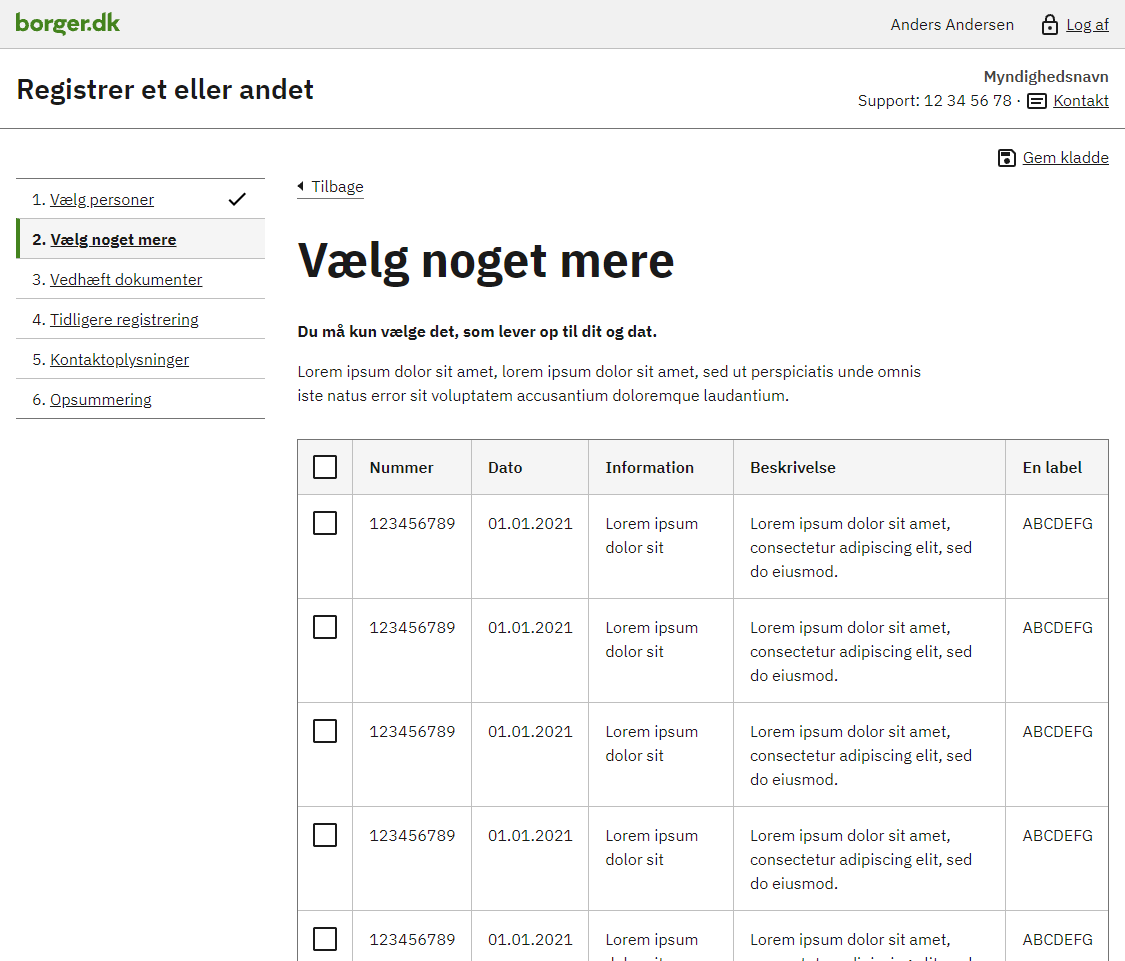 borger.dk
Anders Andersen
Log af
Registrer et eller andet
Myndighedsnavn
Support: 12 34 56 78 · Kontakt
Gem kladde
1. Vælg personer
2. Vælg noget mere
3. Vedhæft dokumenter
4. Tidligere registrering
5. Kontaktoplysninger
6. Opsummering
Tilbage
Vælg noget mere
Du må kun vælge det, som lever op til dit og dat.
Lorem ipsum dolor sit amet, lorem ipsum dolor sit amet, sed ut perspiciatis unde omnis
iste natus error sit voluptatem accusantium doloremque laudantium.
Nummer Dato Information Beskrivelse En label
123456789 01.01.2021 Lorem ipsum Lorem ipsum dolor sit amet, ABCDEFG
dolor sit consectetur adipiscing elit, sed
do eiusmod.
123456789 01.01.2021 Lorem ipsum Lorem ipsum dolor sit amet, ABCDEFG
dolor sit consectetur adipiscing elit, sed
do eiusmod.
123456789 01.01.2021 Lorem ipsum Lorem ipsum dolor sit amet, ABCDEFG
dolor sit consectetur adipiscing elit, sed
do eiusmod.
123456789 01.01.2021 Lorem ipsum Lorem ipsum dolor sit amet, ABCDEFG
dolor sit consectetur adipiscing elit, sed
do eiusmod.
123456789 01.01.2021 Lorem ipsum Lorem ipsum dolor sit amet, ABCDEFG